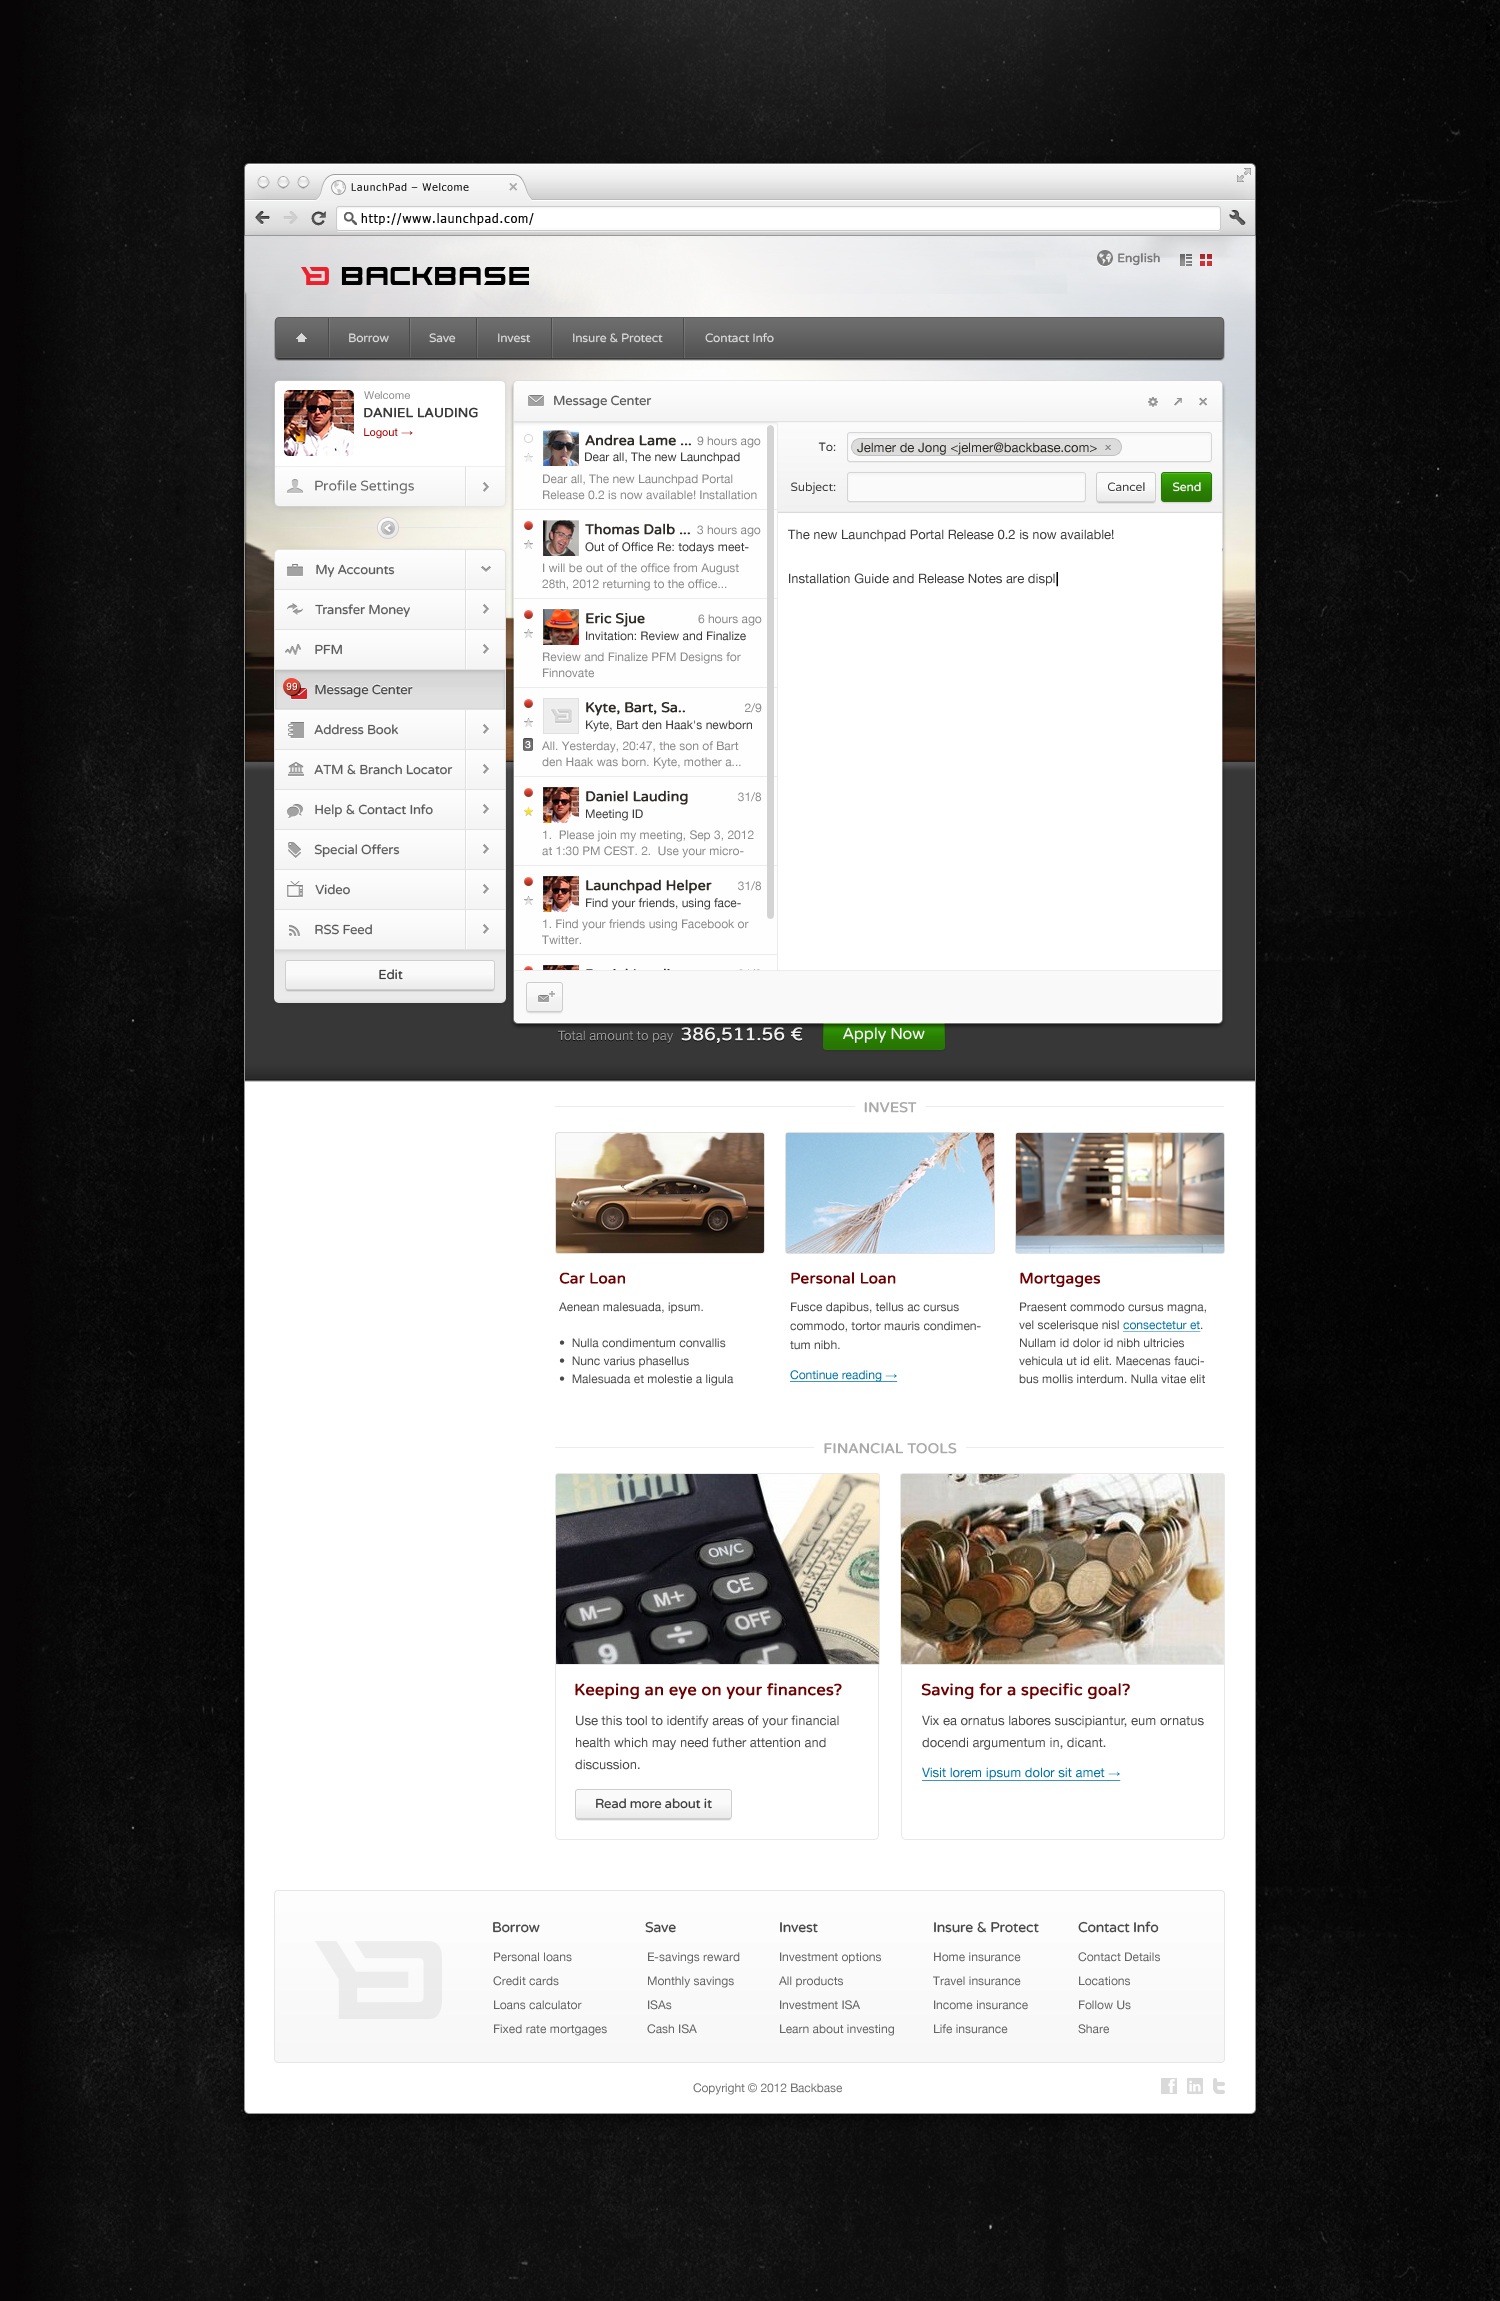 LaunchPad – Welcome
http://www.launchpad.com/
BACKBASE
English
Borrow
Save
Invest
Insure & Protect
Contact Info
Welcome
DANIEL LAUDING
Logout →
Profile Settings
My Accounts
Transfer Money
PFM
99
Message Center
Address Book
ATM & Branch Locator
Help & Contact Info
Special Offers
Video
RSS Feed
Edit
Message Center
Andrea Lame ... 9 hours ago
Dear all, The new Launchpad
Dear all, The new Launchpad Portal
Release 0.2 is now available! Installation
Thomas Dalb ... 3 hours ago
Out of Office Re: todays meet-
I will be out of the office from August
28th, 2012 returning to the office...
Eric Sjue 6 hours ago
Invitation: Review and Finalize
Review and Finalize PFM Designs for
Finnovate
Kyte, Bart, Sa.. 2/9
Kyte, Bart den Haak's newborn
3
All. Yesterday, 20:47, the son of Bart
den Haak was born. Kyte, mother a...
Daniel Lauding 31/8
Meeting ID
1. Please join my meeting, Sep 3, 2012
at 1:30 PM CEST. 2. Use your micro-
Launchpad Helper 31/8
Find your friends, using face-
1. Find your friends using Facebook or
Twitter.
To: Jelmer de Jong <jelmer@backbase.com> ×
Subject:
Cancel
Send
The new Launchpad Portal Release 0.2 is now available!
Installation Guide and Release Notes are displ
Total amount to pay 386,511.56 €
Apply Now
INVEST
Car Loan
Aenean malesuada, ipsum.
• Nulla condimentum convallis
• Nunc varius phasellus
• Malesuada et molestie a ligula
Personal Loan
Fusce dapibus, tellus ac cursus
commodo, tortor mauris condimen-
tum nibh.
Continue reading →
Mortgages
Praesent commodo cursus magna,
vel scelerisque nisl consectetur et.
Nullam id dolor id nibh ultricies
vehicula ut id elit. Maecenas fauci-
bus mollis interdum. Nulla vitae elit
FINANCIAL TOOLS
100
ON/C
M–
M+
CE
9
÷
OFF
√
Keeping an eye on your finances?
Use this tool to identify areas of your financial
health which may need futher attention and
discussion.
Read more about it
Saving for a specific goal?
Vix ea ornatus labores suscipiantur, eum ornatus
docendi argumentum in, dicant.
Visit lorem ipsum dolor sit amet →
Borrow
Personal loans
Credit cards
Loans calculator
Fixed rate mortgages
Save
E-savings reward
Monthly savings
ISAs
Cash ISA
Invest
Investment options
All products
Investment ISA
Learn about investing
Insure & Protect
Home insurance
Travel insurance
Income insurance
Life insurance
Contact Info
Contact Details
Locations
Follow Us
Share
Copyright © 2012 Backbase